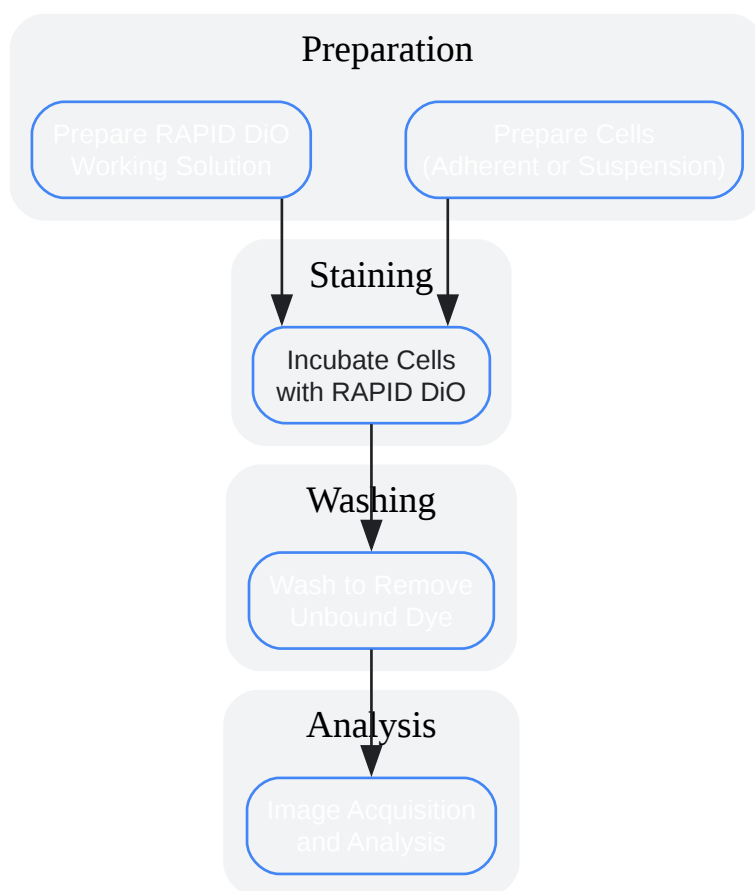 Preparation
Prepare RAPID DiO
Working Solution
Prepare Cells
(Adherent or Suspension)
Staining
Incubate Cells
with RAPID DiO
Washing
Wash to Remove
Unbound Dye
Analysis
Image Acquisition
and Analysis